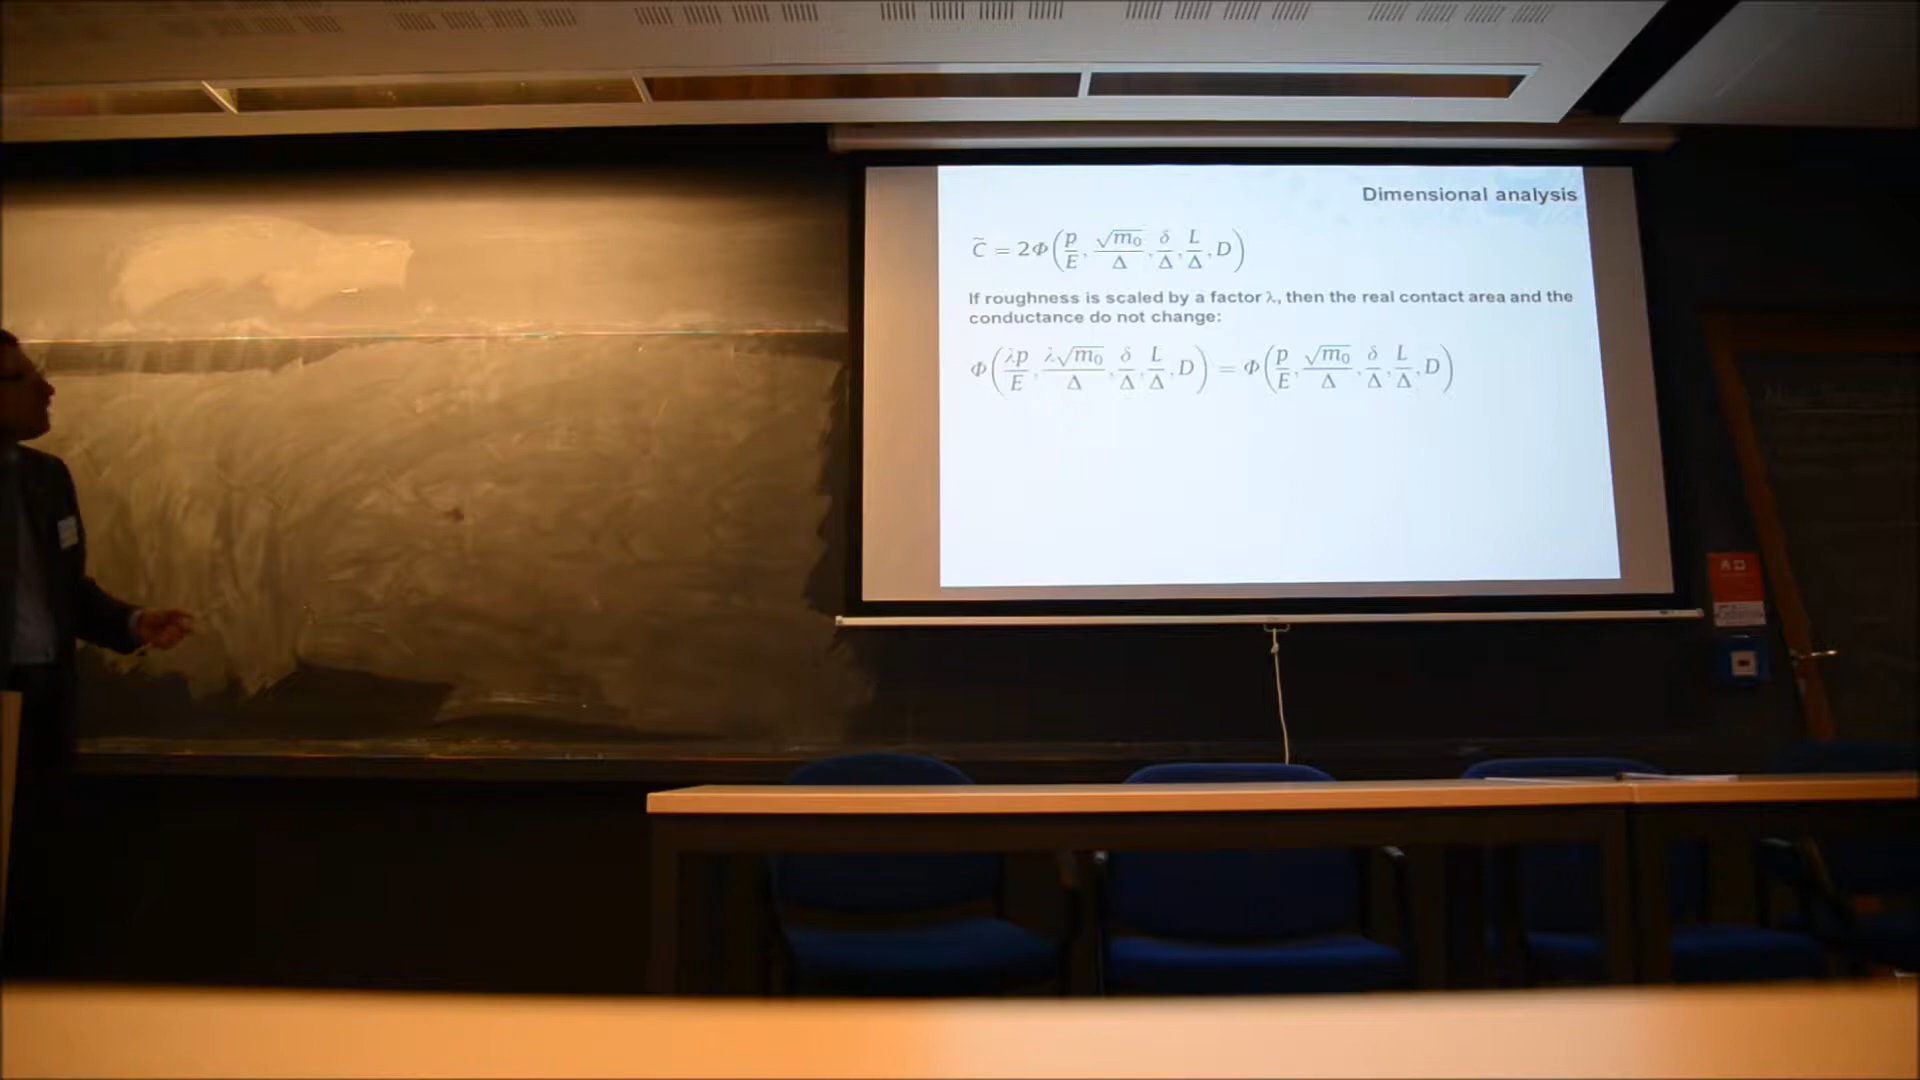 Dimensional analysis
C̃ = 2Φ(p/E, √m₀/Δ, δ/Δ, L/Δ, D)
If roughness is scaled by a factor λ, then the real contact area and the
conductance do not change:
Φ(λp/E, λ√m₀/Δ, δ/Δ, L/Δ, D) = Φ(p/E, √m₀/Δ, δ/Δ, L/Δ, D)